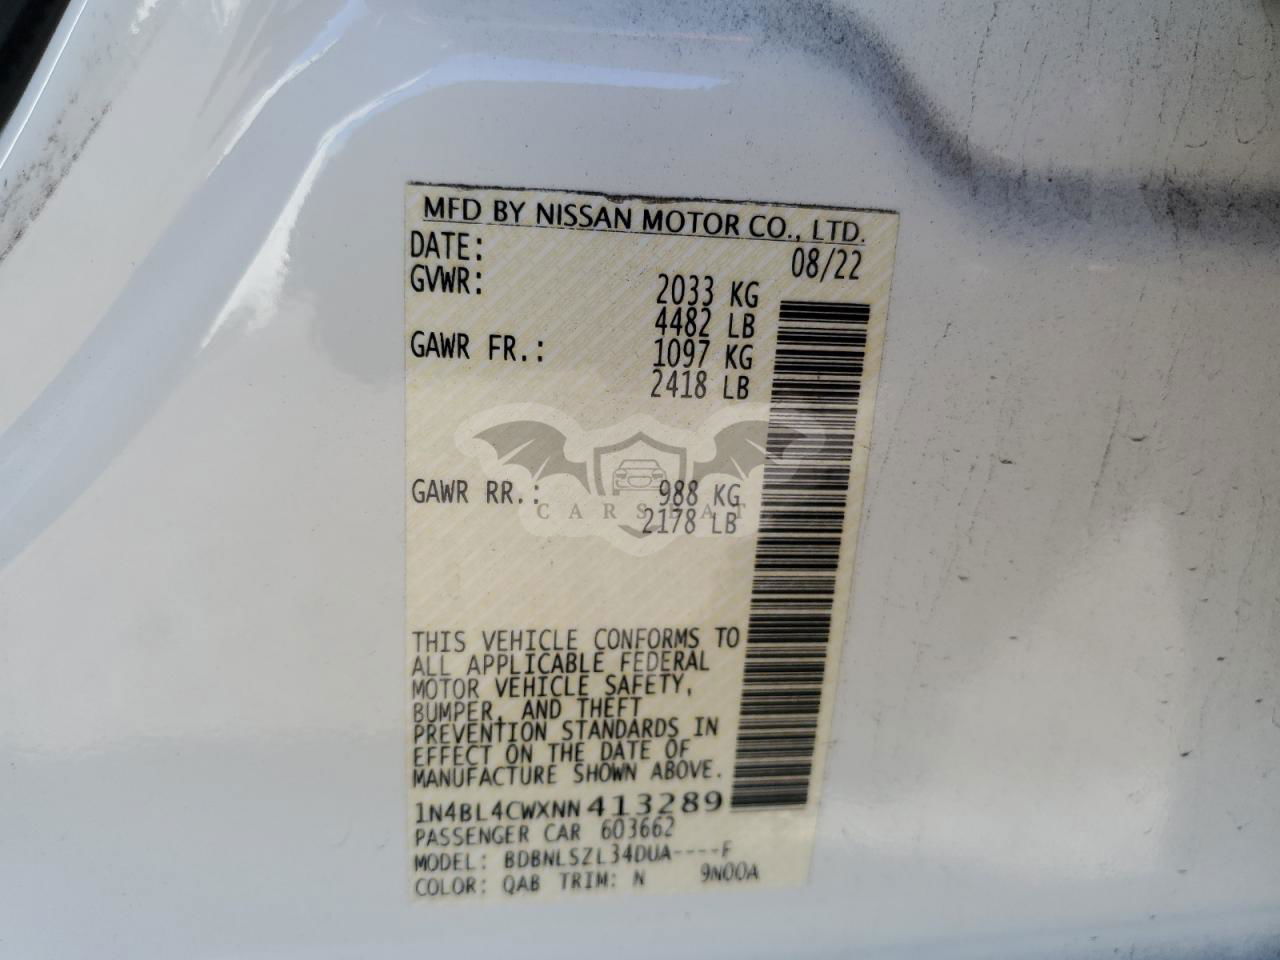 MFD BY NISSAN MOTOR CO., LTD.
DATE: 08/22
GVWR: 2033 KG
4482 LB
GAWR FR.: 1097 KG
2418 LB
GAWR RR.: 988 KG
2178 LB
CARSBAT
THIS VEHICLE CONFORMS TO
ALL APPLICABLE FEDERAL
MOTOR VEHICLE SAFETY,
BUMPER, AND THEFT
PREVENTION STANDARDS IN
EFFECT ON THE DATE OF
MANUFACTURE SHOWN ABOVE.
1N4BL4CWXNN413289
PASSENGER CAR 603662
MODEL: BDBNLSZL34DUA----F
COLOR: QAB TRIM: N 9N00A